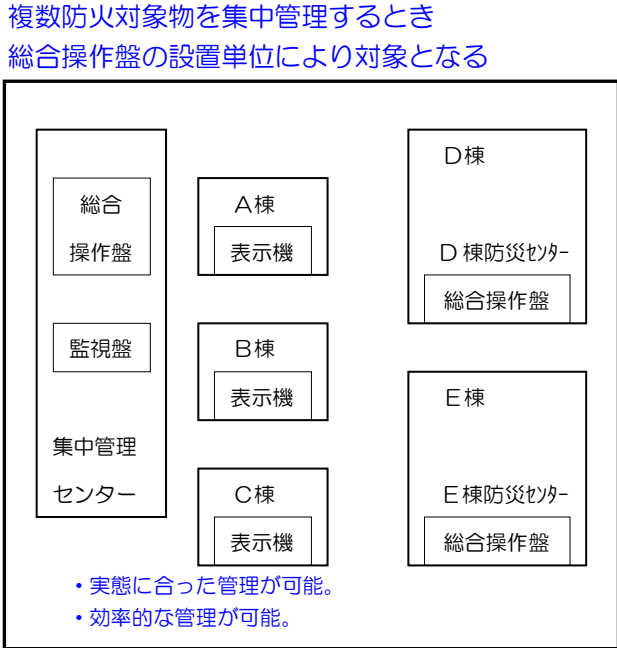 複数防火対象物を集中管理するとき
総合操作盤の設置単位により対象となる
総合
操作盤
監視盤
集中管理
センター
A棟
表示機
B棟
表示機
C棟
表示機
D棟
D棟防災ｾﾝﾀｰ
総合操作盤
E棟
E棟防災ｾﾝﾀｰ
総合操作盤
・実態に合った管理が可能。
・効率的な管理が可能。